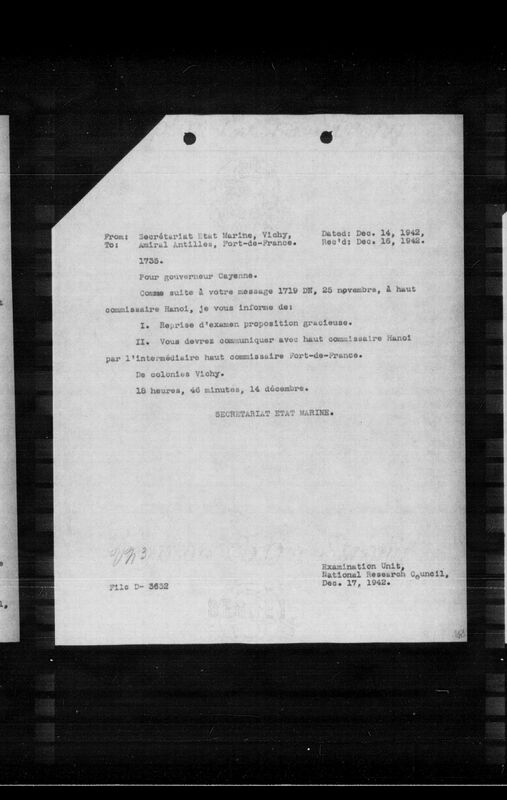 From: Secrétariat Etat Marine, Vichy, Dated: Dec. 14, 1942,
To: Amiral Antilles, Fort-de-France. Rec'd: Dec. 16, 1942.
1735.
Pour gouverneur Cayenne.
Comme suite à votre message 1719 DN, 25 novembre, à haut
commissaire Hanoi, je vous informe de:
I. Reprise d'examen proposition gracieuse.
II. Vous devrez communiquer avec haut commissaire Hanoi
par l'intermédiaire haut commissaire Fort-de-France.
De colonies Vichy.
18 heures, 46 minutes, 14 décembre.
SECRETARIAT ETAT MARINE.
Examination Unit,
National Research Council,
File D- 3632 Dec. 17, 1942.